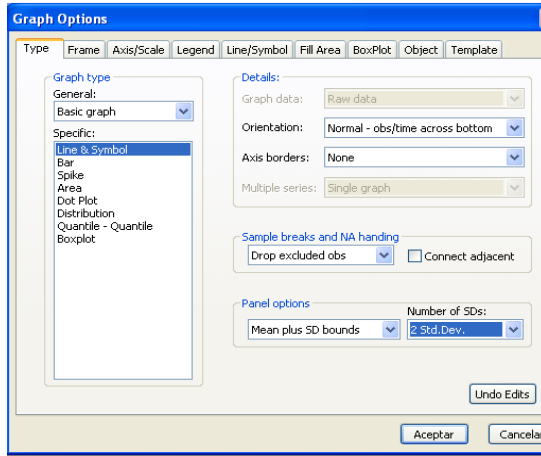 Graph Options
Type Frame Axis/Scale Legend Line/Symbol Fill Area BoxPlot Object Template
Graph type
General:
Basic graph
Specific:
Line & Symbol
Bar
Spike
Area
Dot Plot
Distribution
Quantile - Quantile
Boxplot
Details:
Graph data: Raw data
Orientation: Normal - obs/time across bottom
Axis borders: None
Multiple series: Single graph
Sample breaks and NA handing
Drop excluded obs Connect adjacent
Panel options
Number of SDs:
Mean plus SD bounds 2 Std.Dev.
Undo Edits
Aceptar Cancelar